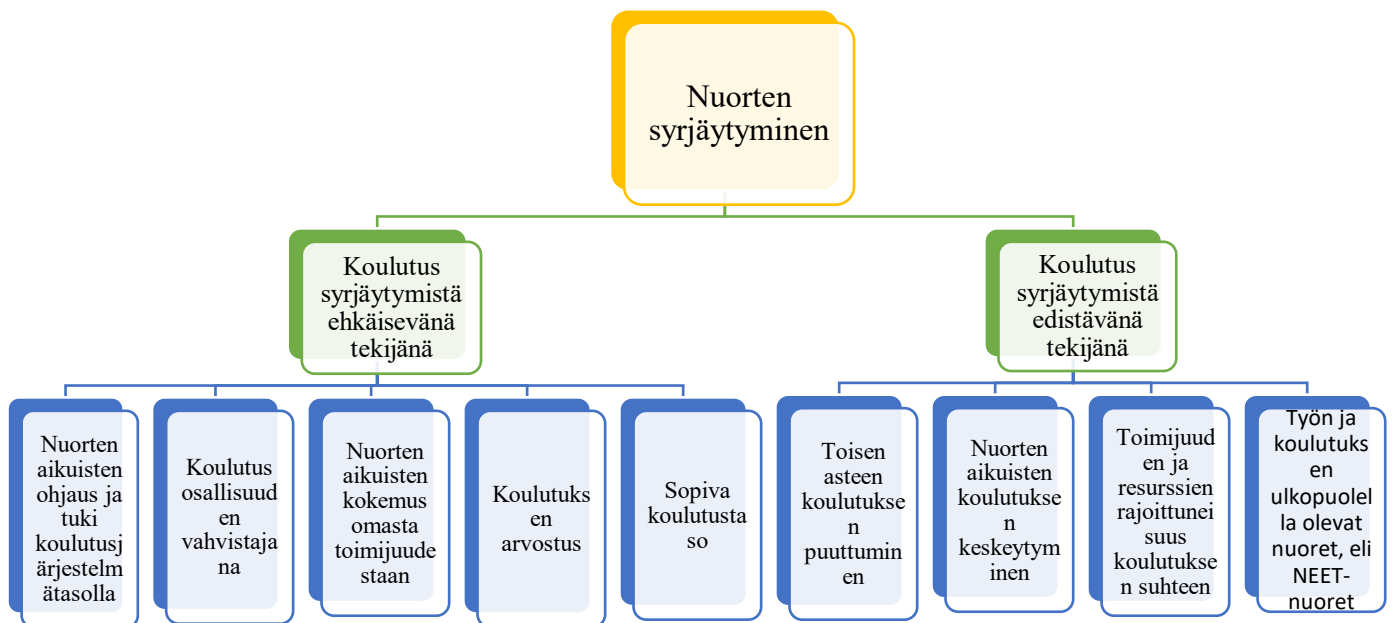 Nuorten
syrjäytyminen
Koulutus
syrjäytymistä
ehkäisevänä
tekijänä
Koulutus
syrjäytymistä
edistävänä
tekijänä
Nuorten
aikuisten
ohjaus ja
tuki
koulutusj
ärjestelm
ätasolla
Koulutus
osallisuud
en
vahvistaja
na
Nuorten
aikuisten
kokemus
omasta
toimijuude
staan
Koulutuks
en
arvostus
Sopiva
koulutusta
so
Toisen
asteen
koulutukse
n
puuttumin
en
Nuorten
aikuisten
koulutukse
n
keskeytym
inen
Toimijuud
en ja
resurssien
rajoittunei
suus
koulutukse
n suhteen
Työn ja
koulutuks
en
ulkopuolel
la olevat
nuoret, eli
NEET-
nuoret